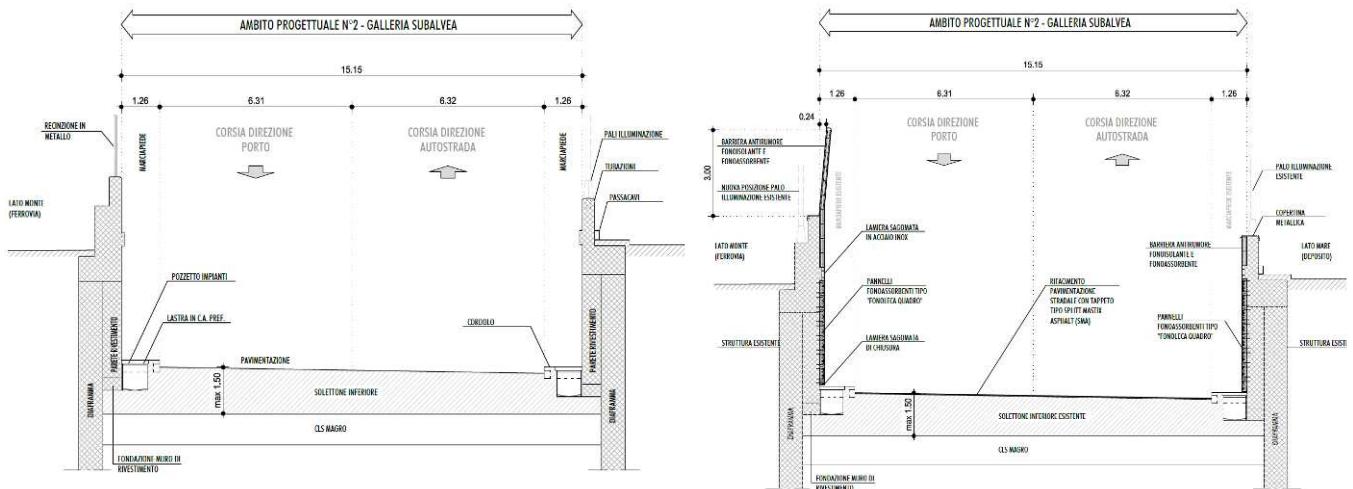 AMBITO PROGETTUALE N°2 - GALLERIA SUBALVEA
15.15
1.26
6.31
6.32
1.26
RECINZIONE IN
METALLO
MARCIAPIEDE
CORSIA DIREZIONE
PORTO
CORSIA DIREZIONE
AUTOSTRADA
MARCIAPIEDE
PALI ILLUMINAZIONE
TUBAZIONI
PASSACAVI
LATO MONTE
(FERROVIA)
POZZETTO IMPIANTI
LASTRA IN C.A. PREF.
PARETE RIVESTIMENTO
DIAFRAMMA
PAVIMENTAZIONE
CORDOLO
max 1,50
SOLETTONE INFERIORE
CLS MAGRO
PARETE RIVESTIMENTO
DIAFRAMMA
FONDAZIONE MURO DI
RIVESTIMENTO
AMBITO PROGETTUALE N°2 - GALLERIA SUBALVEA
15.15
1.26
6.31
6.32
1.26
0.24
3.00
BARRIERA ANTIRUMORE
FONOISOLANTE E
FONOASSORBENTE
CORSIA DIREZIONE
PORTO
CORSIA DIREZIONE
AUTOSTRADA
NUOVA POSIZIONE PALO
ILLUMINAZIONE ESISTENTE
MARCIAPIEDE ESISTENTE
MARCIAPIEDE ESISTENTE
PALO ILLUMINAZIONE
ESISTENTE
COPERTINA
METALLICA
LAMIERA SAGOMATA
IN ACCIAIO INOX
LATO MONTE
(FERROVIA)
BARRIERA ANTIRUMORE
FONOISOLANTE E
FONOASSORBENTE
LATO MARE
(DEPOSITO)
PANNELLI
FONOASSORBENTI TIPO
"FONOLECA QUADRO"
RIFACIMENTO
PAVIMENTAZIONE
STRADALE CON TAPPETO
TIPO SPLITT MASTIX
ASPHALT (SMA)
PANNELLI
FONOASSORBENTI TIPO
"FONOLECA QUADRO"
STRUTTURA ESISTENTE
LAMIERA SAGOMATA
DI CHIUSURA
STRUTTURA ESIS
DIAFRAMMA
max 1,50
SOLETTONE INFERIORE ESISTENTE
CLS MAGRO
DIAFRAMMA
FONDAZIONE MURO DI
RIVESTIMENTO